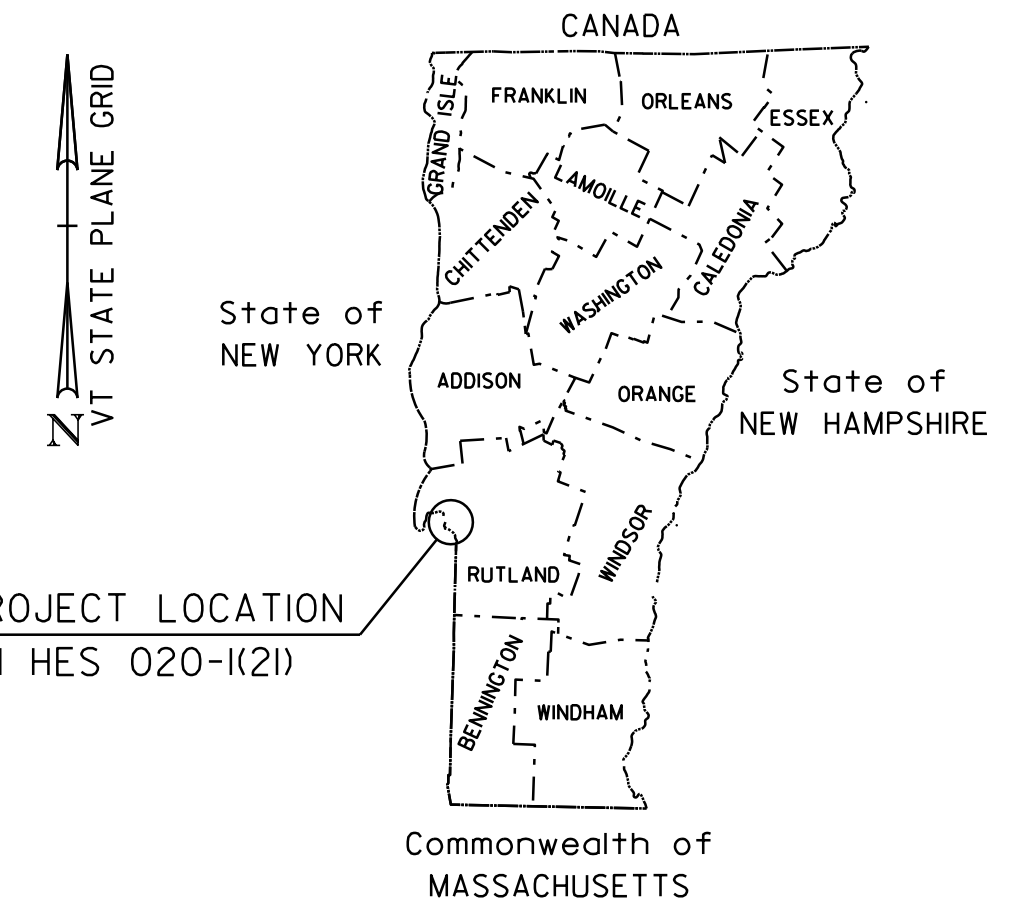 CANADA
VT STATE PLANE GRID
N
GRAND ISLE
FRANKLIN
ORLEANS
ESSEX
LAMOILLE
CHITTENDEN
CALEDONIA
WASHINGTON
State of
NEW YORK
ADDISON
ORANGE
State of
NEW HAMPSHIRE
WINDSOR
RUTLAND
ROJECT LOCATION
HES 020-1(21)
BENNINGTON
WINDHAM
Commonwealth of
MASSACHUSETTS